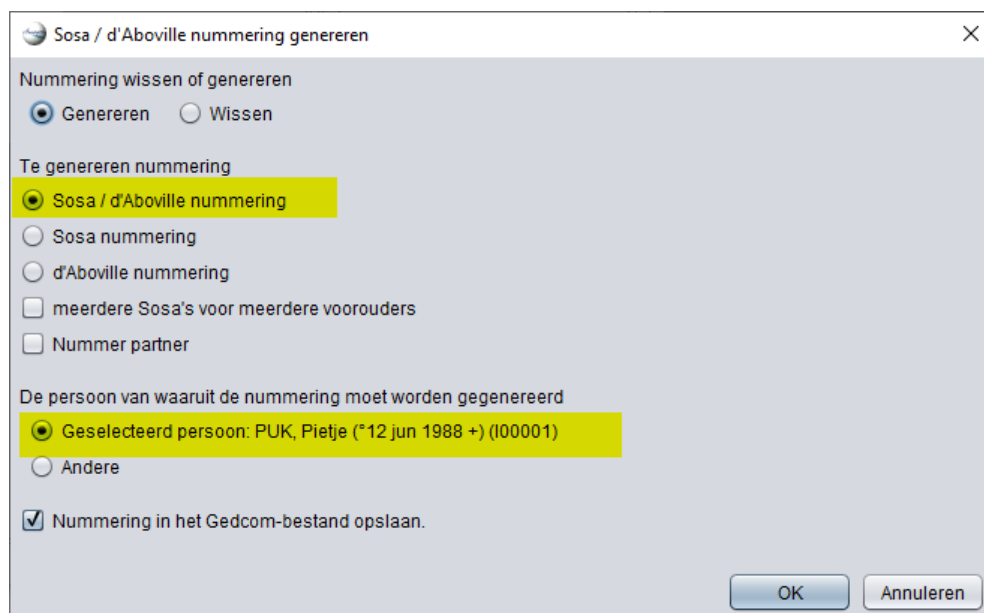 Sosa / d'Aboville nummering genereren
Nummering wissen of genereren
Genereren Wissen
Te genereren nummering
Sosa / d'Aboville nummering
Sosa nummering
d'Aboville nummering
meerdere Sosa's voor meerdere voorouders
Nummer partner
De persoon van waaruit de nummering moet worden gegenereerd
Geselecteerd persoon: PUK, Pietje (°12 jun 1988 +) (I00001)
Andere
Nummering in het Gedcom-bestand opslaan.
OK Annuleren